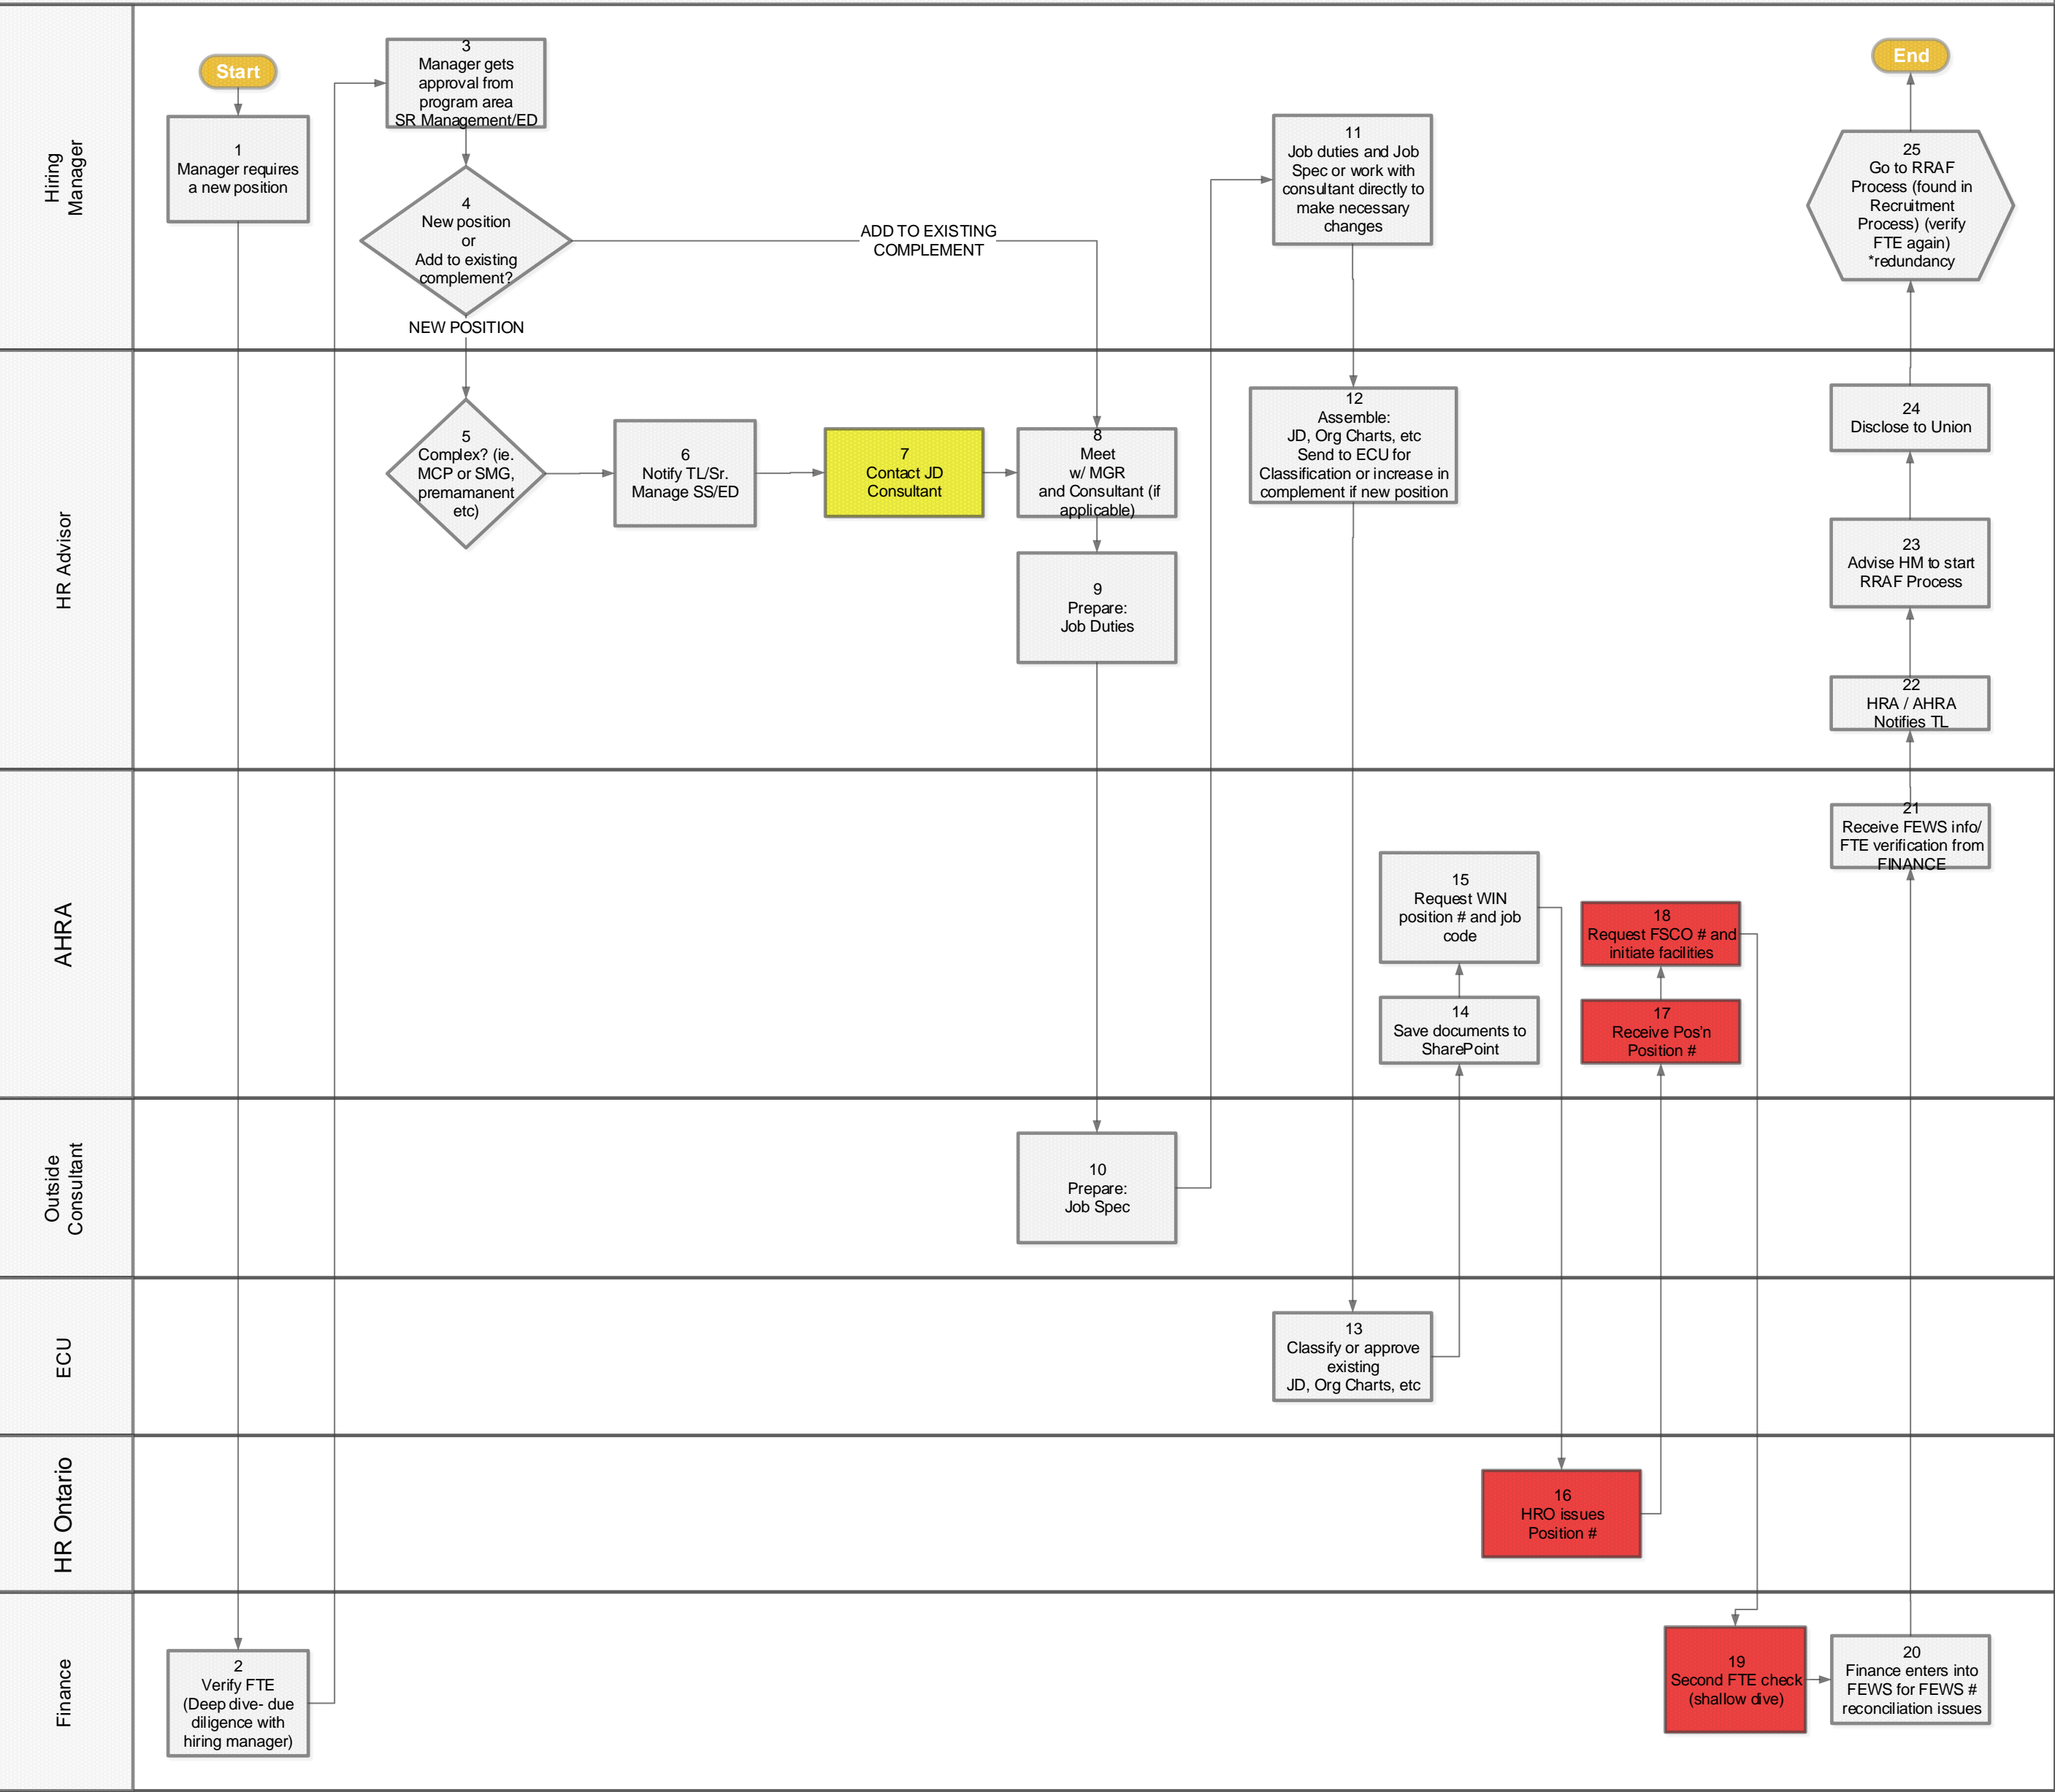 Hiring
Manager
Start
1
Manager requires
a new position
3
Manager gets
approval from
program area
SR Management/ED
4
New position
or
Add to existing
complement?
ADD TO EXISTING
COMPLEMENT
NEW POSITION
11
Job duties and Job
Spec or work with
consultant directly to
make necessary
changes
End
25
Go to RRAF
Process (found in
Recruitment
Process) (verify
FTE again)
*redundancy
HR Advisor
5
Complex? (ie.
MCP or SMG,
premamanent
etc)
6
Notify TL/Sr.
Manage SS/ED
7
Contact JD
Consultant
8
Meet
w/ MGR
and Consultant (if
applicable)
9
Prepare:
Job Duties
12
Assemble:
JD, Org Charts, etc
Send to ECU for
Classification or increase in
complement if new position
24
Disclose to Union
23
Advise HM to start
RRAF Process
22
HRA / AHRA
Notifies TL
AHRA
15
Request WIN
position # and job
code
14
Save documents to
SharePoint
18
Request FSCO # and
initiate facilities
17
Receive Pos'n
Position #
21
Receive FEWS info/
FTE verification from
FINANCE
Outside
Consultant
10
Prepare:
Job Spec
ECU
13
Classify or approve
existing
JD, Org Charts, etc
HR Ontario
16
HRO issues
Position #
Finance
2
Verify FTE
(Deep dive- due
diligence with
hiring manager)
19
Second FTE check
(shallow dive)
20
Finance enters into
FEWS for FEWS #
reconciliation issues